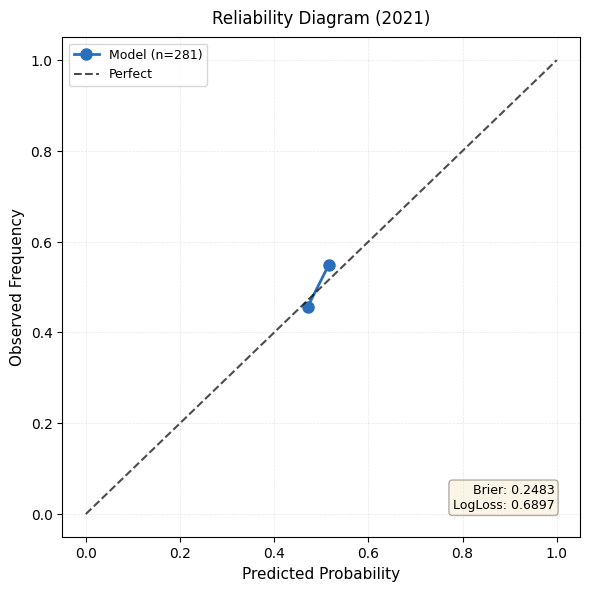 Reliability Diagram (2021)
Model (n=281)
Perfect
1.0
0.8
0.6
0.4
0.2
0.0
Observed Frequency
Brier: 0.2483
LogLoss: 0.6897
0.0 0.2 0.4 0.6 0.8 1.0
Predicted Probability